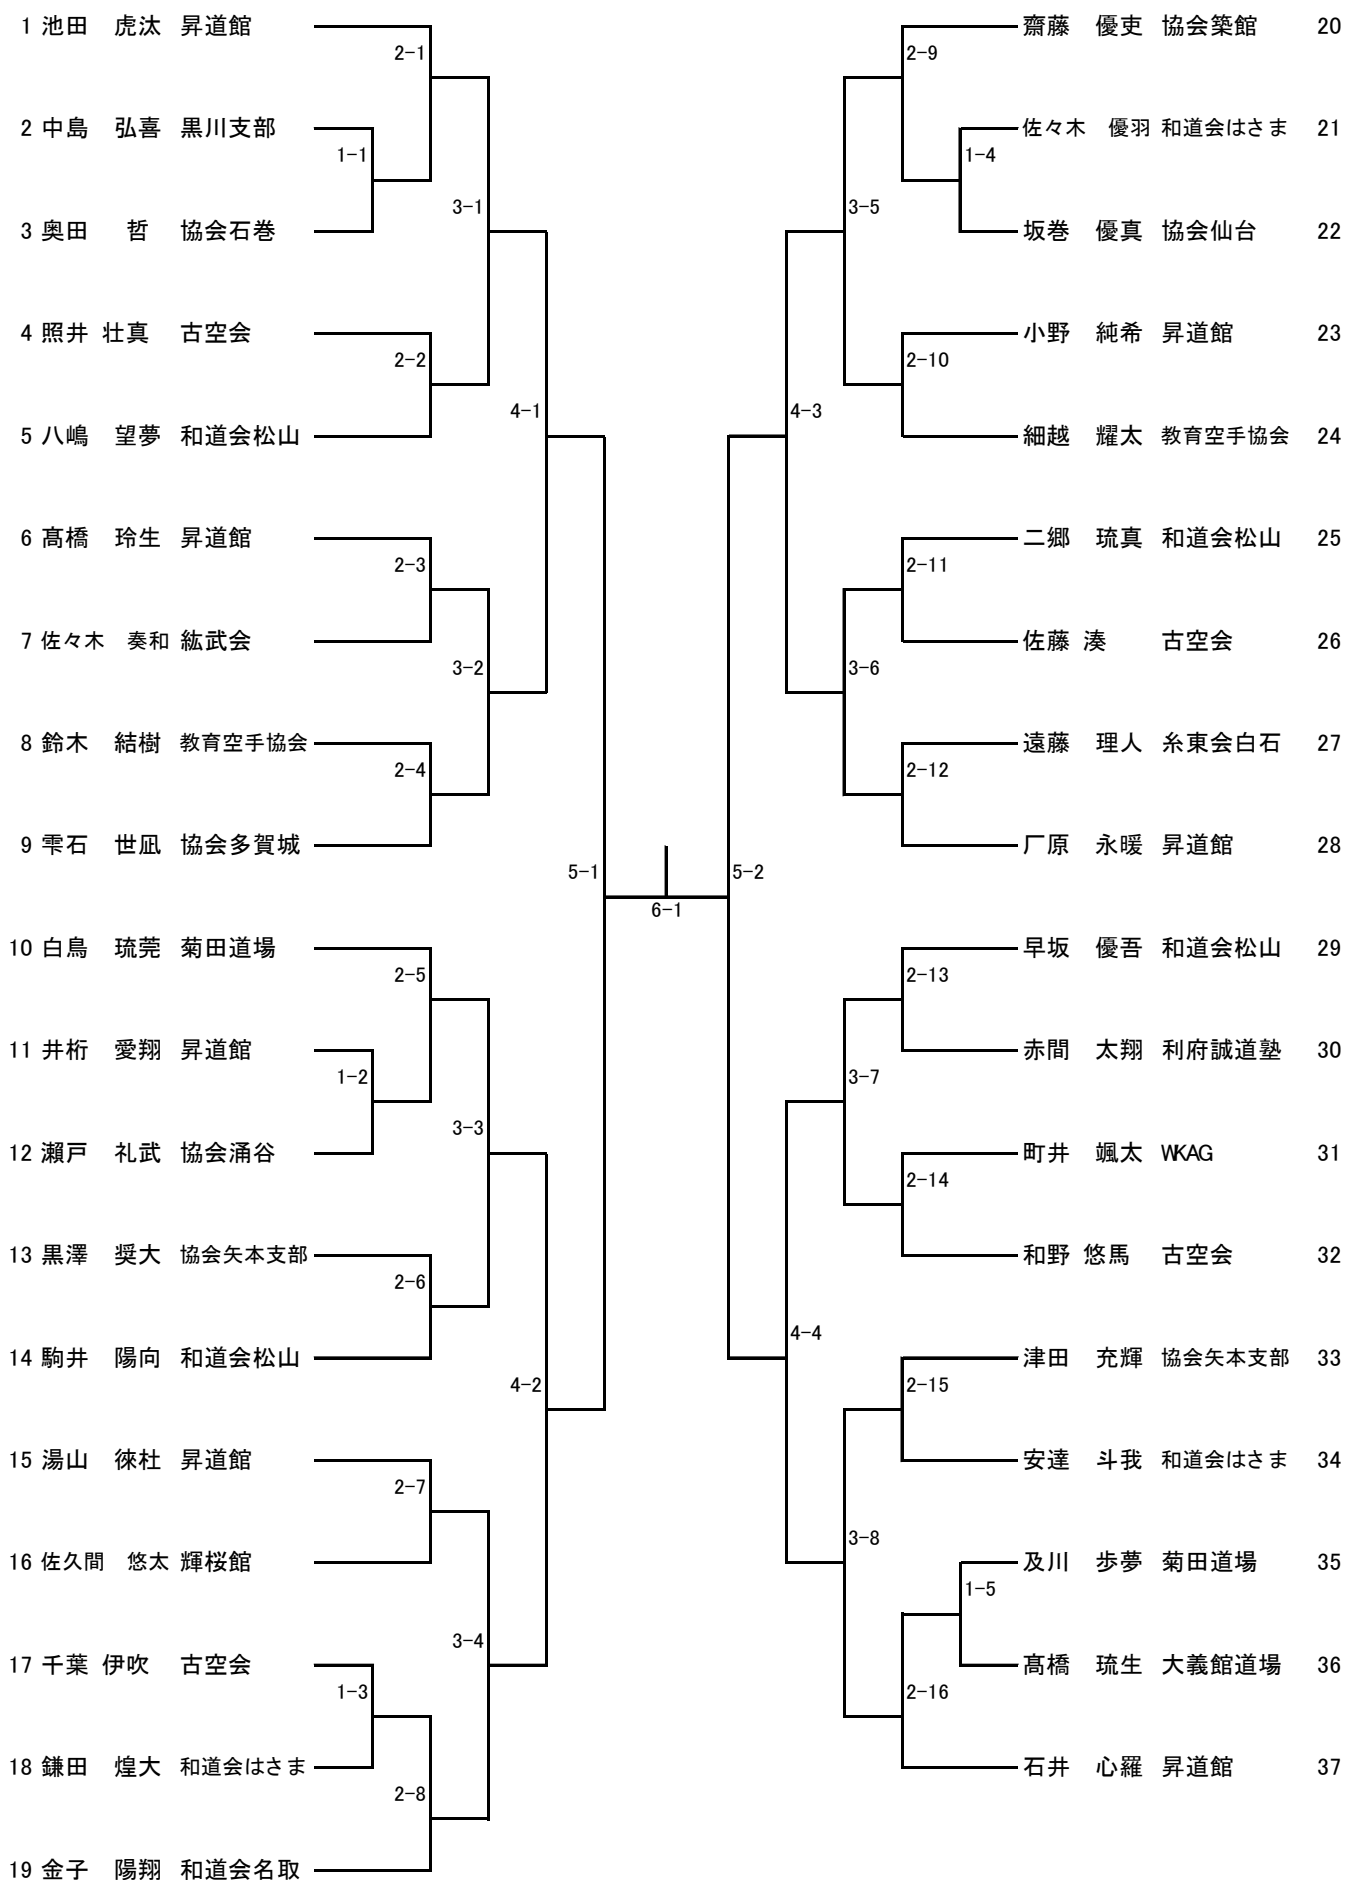 1 池田 虎汰 昇道館
2-1
2 中島 弘喜 黒川支部
1-1
3 奥田 哲 協会石巻
3-1
4 照井 壮真 古空会
2-2
5 八嶋 望夢 和道会松山
4-1
6 髙橋 玲生 昇道館
2-3
7 佐々木 奏和 紘武会
3-2
8 鈴木 結樹 教育空手協会
2-4
9 雫石 世凪 協会多賀城
5-1
10 白鳥 琉莞 菊田道場
2-5
11 井桁 愛翔 昇道館
1-2
12 瀬戸 礼武 協会涌谷
3-3
13 黒澤 奨大 協会矢本支部
2-6
14 駒井 陽向 和道会松山
4-2
15 湯山 徠杜 昇道館
2-7
16 佐久間 悠太 輝桜館
3-4
17 千葉 伊吹 古空会
1-3
18 鎌田 煌大 和道会はさま
2-8
19 金子 陽翔 和道会名取
6-1
齋藤 優吏 協会築館 20
2-9
佐々木 優羽 和道会はさま 21
1-4
坂巻 優真 協会仙台 22
3-5
小野 純希 昇道館 23
2-10
細越 耀太 教育空手協会 24
4-3
二郷 琉真 和道会松山 25
2-11
佐藤 湊 古空会 26
3-6
遠藤 理人 糸東会白石 27
2-12
厂原 永暖 昇道館 28
5-2
早坂 優吾 和道会松山 29
2-13
赤間 太翔 利府誠道塾 30
3-7
町井 颯太 WKAG 31
2-14
和野 悠馬 古空会 32
4-4
津田 充輝 協会矢本支部 33
2-15
安達 斗我 和道会はさま 34
3-8
及川 歩夢 菊田道場 35
1-5
髙橋 琉生 大義館道場 36
2-16
石井 心羅 昇道館 37